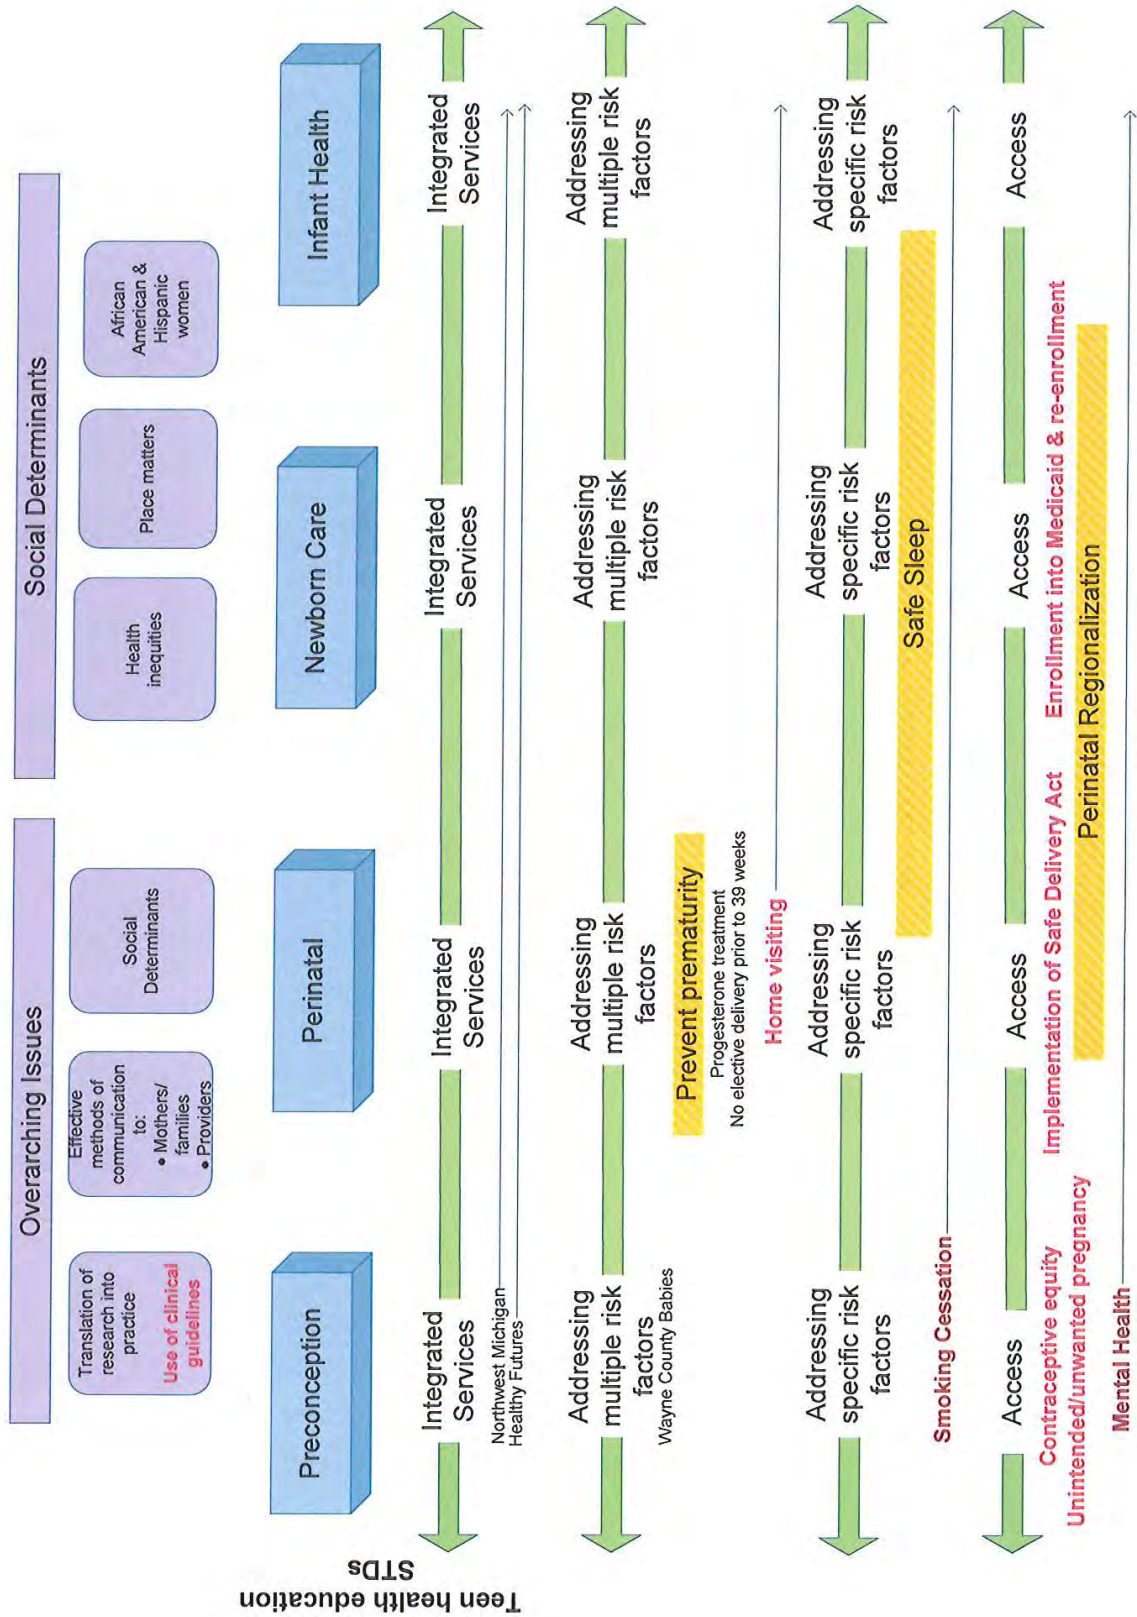 Overarching Issues
Social Determinants
Translation of
research into
practice
Use of clinical
guidelines
Effective
methods of
communication
to:
• Mothers/
families
• Providers
Social
Determinants
Health
inequities
Place matters
African
American &
Hispanic
women
Teen health education
STDs
Preconception
Perinatal
Newborn Care
Infant Health
Integrated
Services
Integrated
Services
Integrated
Services
Integrated
Services
Northwest Michigan
Healthy Futures
Addressing
multiple risk
factors
Wayne County Babies
Addressing
multiple risk
factors
Addressing
multiple risk
factors
Addressing
multiple risk
factors
Prevent prematurity
Progesterone treatment
No elective delivery prior to 39 weeks
Home visiting
Addressing
specific risk
factors
Addressing
specific risk
factors
Addressing
specific risk
factors
Addressing
specific risk
factors
Safe Sleep
Smoking Cessation
Access
Access
Access
Access
Contraceptive equity
Unintended/unwanted pregnancy
Implementation of Safe Delivery Act
Enrollment into Medicaid & re-enrollment
Perinatal Regionalization
Mental Health